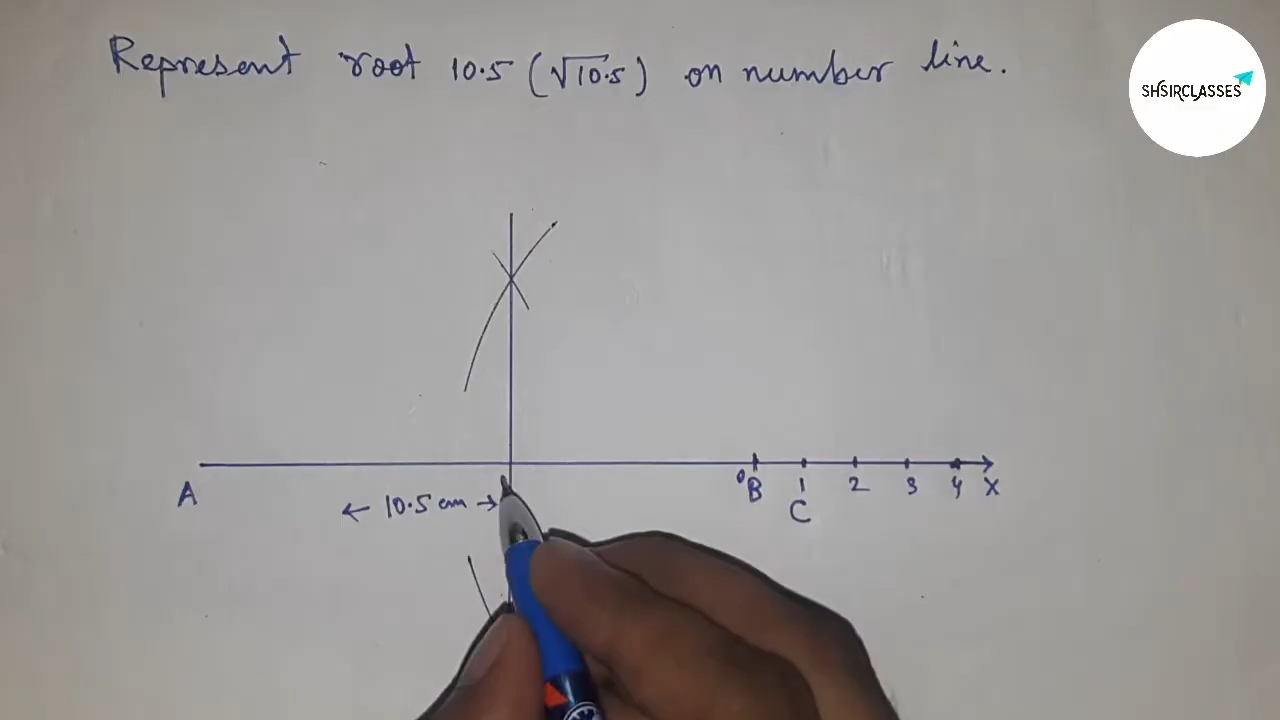 Represent root 10.5 (√10.5) on number line.
SHSIRCLASSES
A ← 10.5 cm → 0 B 1 2 3 4 X
C